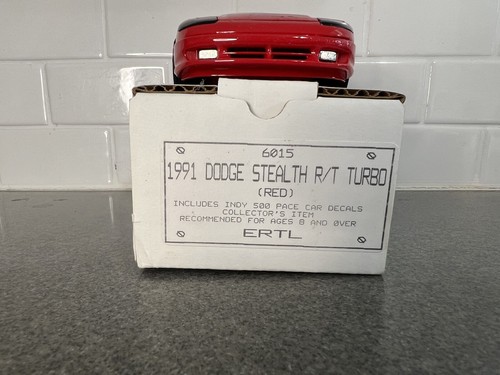 6015
1991 DODGE STEALTH R/T TURBO
(RED)
INCLUDES INDY 500 PACE CAR DECALS
COLLECTOR'S ITEM
RECOMMENDED FOR AGES 8 AND OVER
ERTL